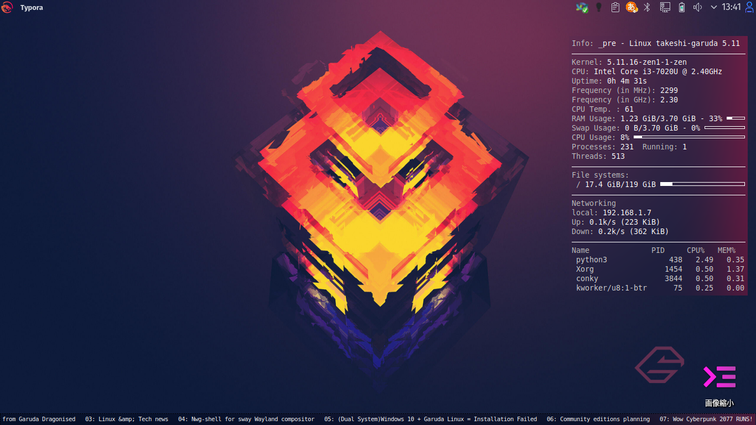 Typora
13:41
Info: _pre - Linux takeshi-garuda 5.11
Kernel: 5.11.16-zen1-1-zen
CPU: Intel Core i3-7020U @ 2.40GHz
Uptime: 0h 4m 31s
Frequency (in MHz): 2299
Frequency (in GHz): 2.30
CPU Temp. : 61
RAM Usage: 1.23 GiB/3.70 GiB - 33%
Swap Usage: 0 B/3.70 GiB - 0%
CPU Usage: 8%
Processes: 231 Running: 1
Threads: 513
File systems:
/ 17.4 GiB/119 GiB
Networking
local: 192.168.1.7
Up: 0.1k/s (223 KiB)
Down: 0.2k/s (362 KiB)
Name PID CPU% MEM%
python3 438 2.49 0.35
Xorg 1454 0.50 1.37
conky 3844 0.50 0.31
kworker/u8:1-btr 75 0.25 0.00
画像縮小
from Garuda Dragonised 03: Linux &amp; Tech news 04: Nwg-shell for sway Wayland compositor 05: (Dual System)Windows 10 + Garuda Linux = Installation Failed 06: Community editions planning 07: Wow Cyberpunk 2077 RUNS!